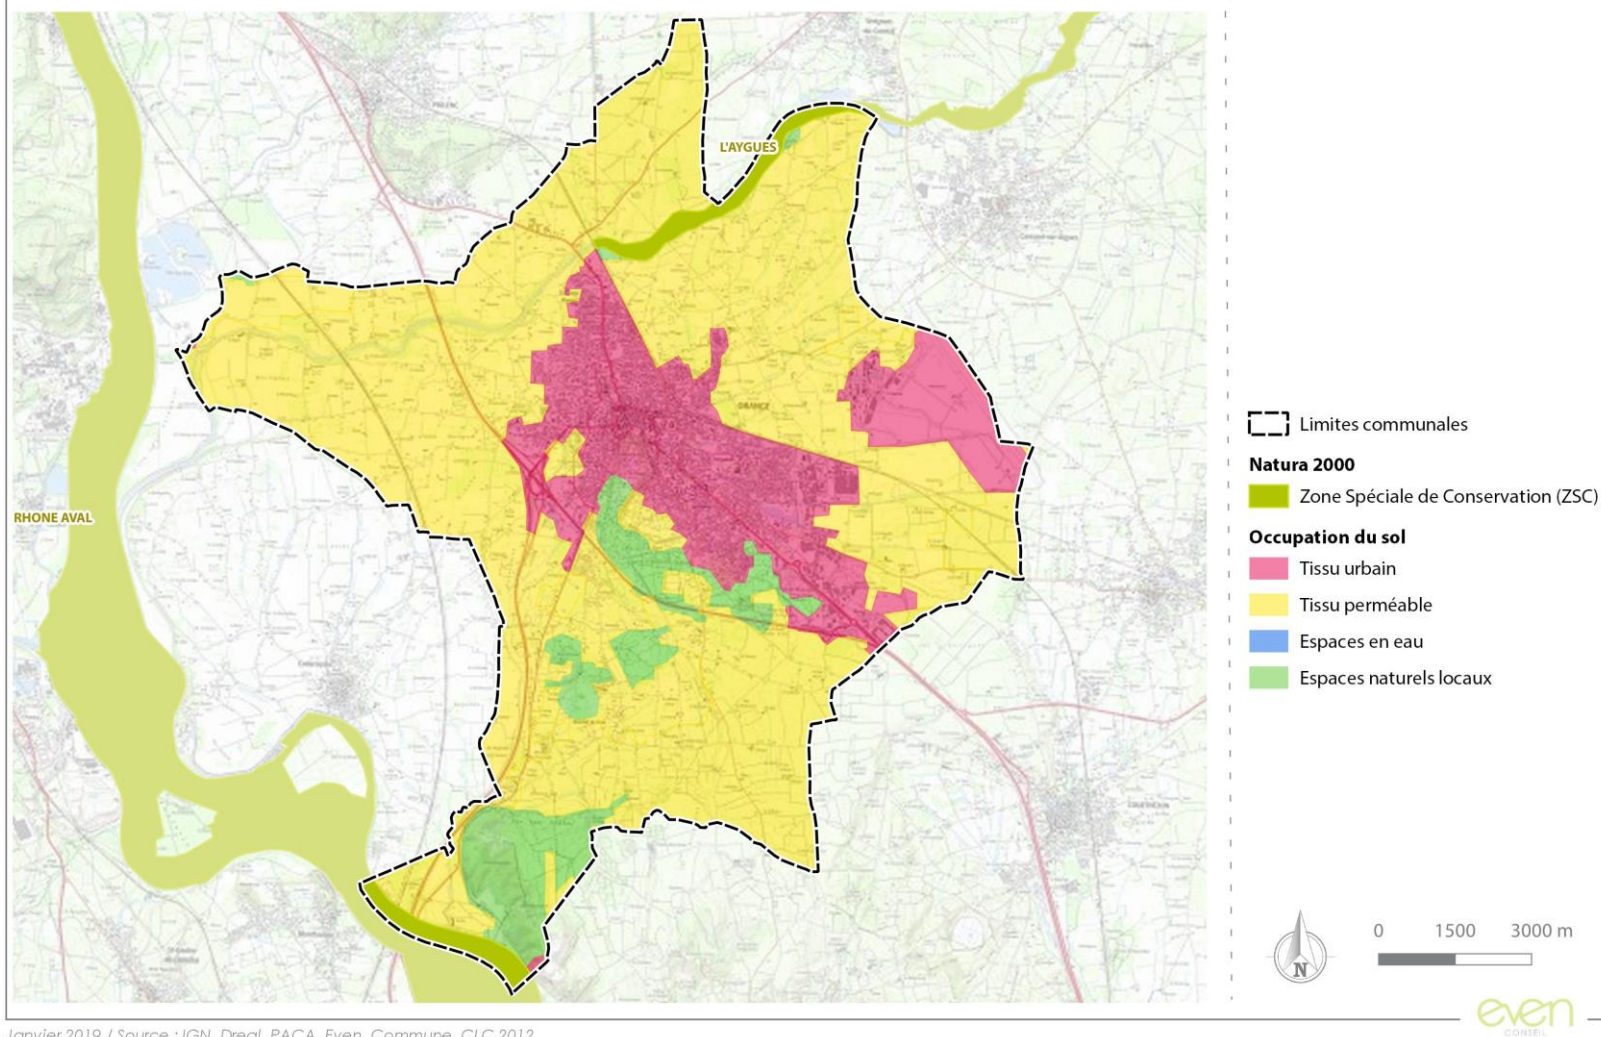 L'AYGUES
ORANGE
RHONE AVAL
Limites communales
Natura 2000
Zone Spéciale de Conservation (ZSC)
Occupation du sol
Tissu urbain
Tissu perméable
Espaces en eau
Espaces naturels locaux
0 1500 3000 m
N
even
CONSEIL
Janvier 2019 / Source : IGN, Dreal, PACA, Even, Commune, CLC 2012